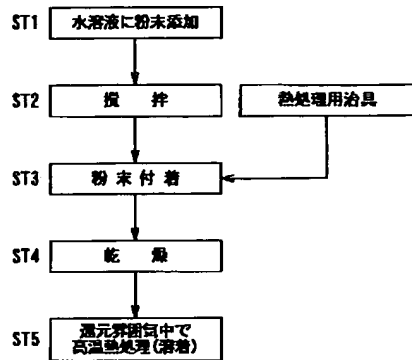 ST1 水溶液に粉末添加
ST2 撹拌 熱処理用治具
ST3 粉末付着
ST4 乾燥
ST5 還元雰囲気中で
高温熱処理(溶着)